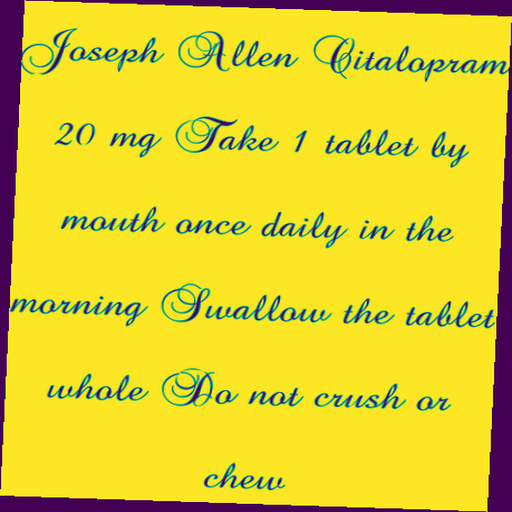 Joseph Allen Citalopram
20 mg Take 1 tablet by
mouth once daily in the
morning Swallow the tablet
whole Do not crush or
chew